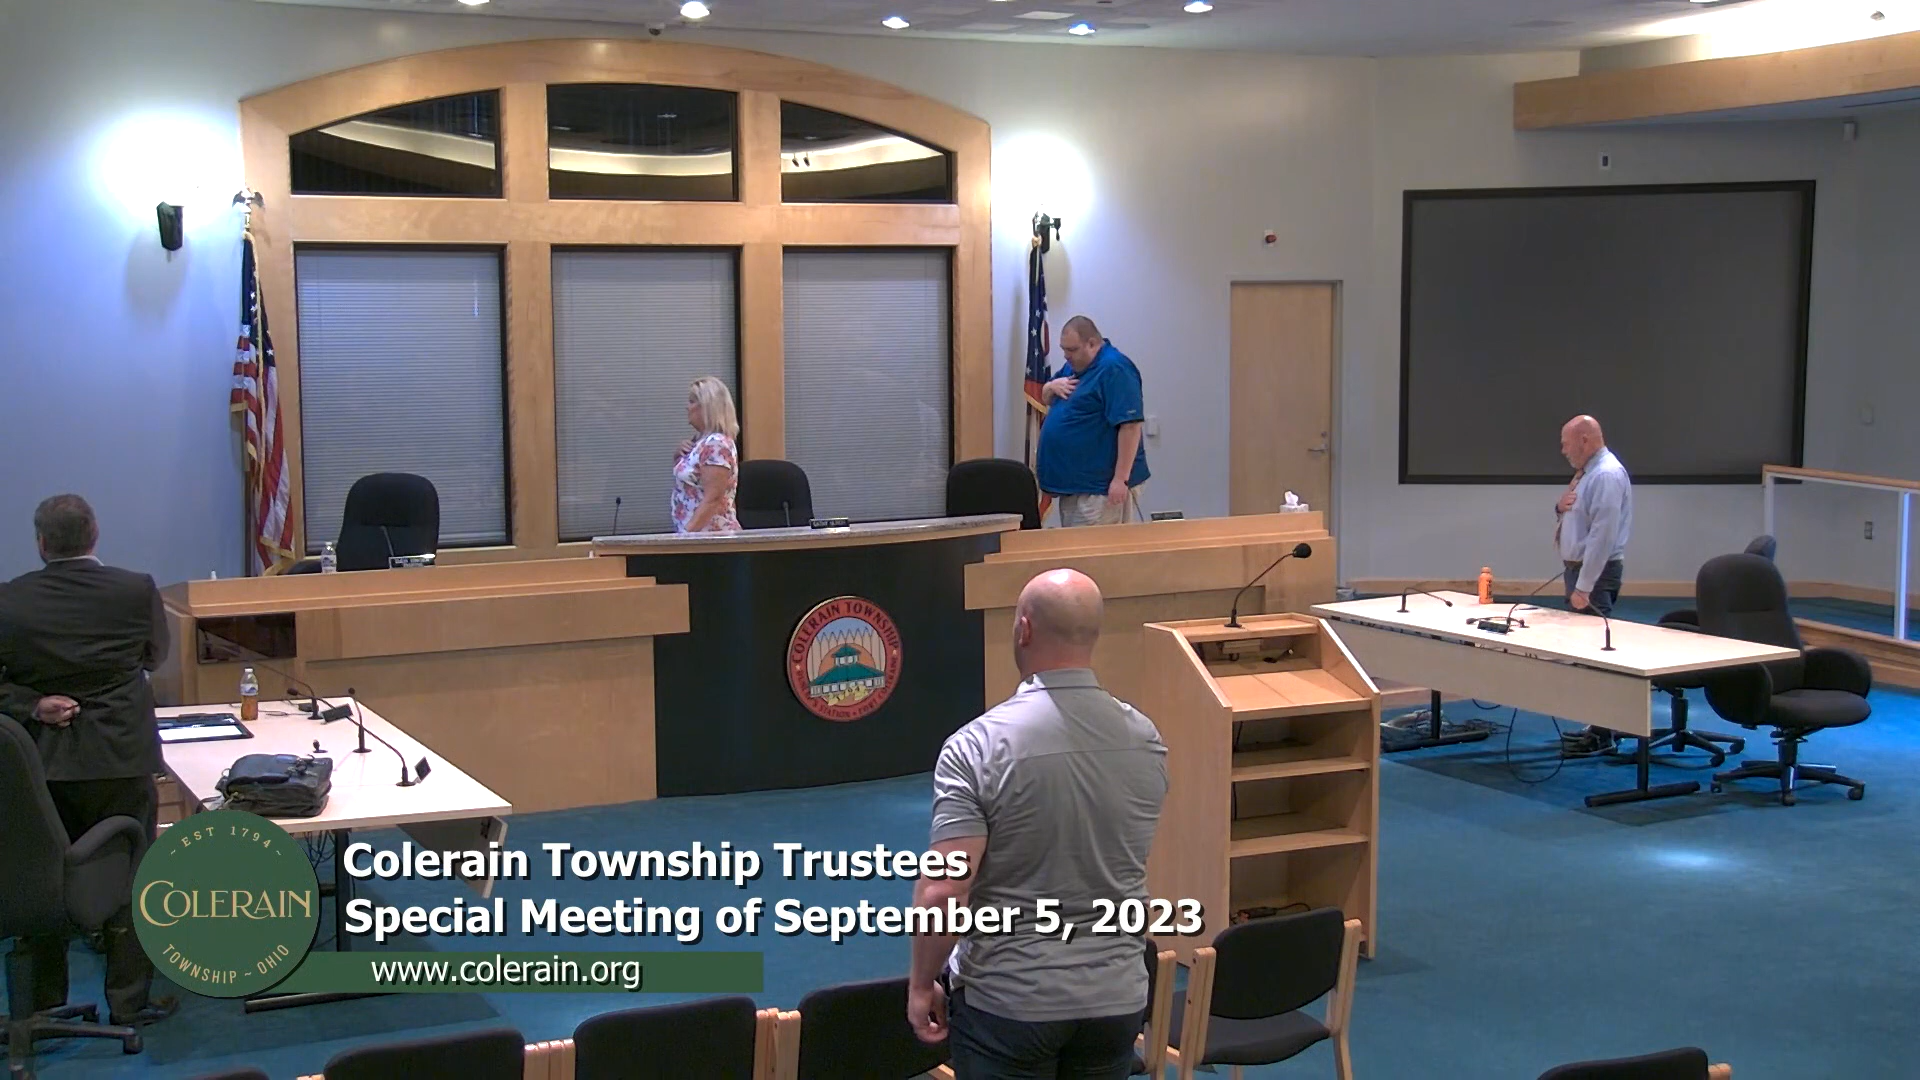 COLERAIN TOWNSHIP
~ EST 1794 ~
COLERAIN
TOWNSHIP ~ OHIO
Colerain Township Trustees
Special Meeting of September 5, 2023
www.colerain.org